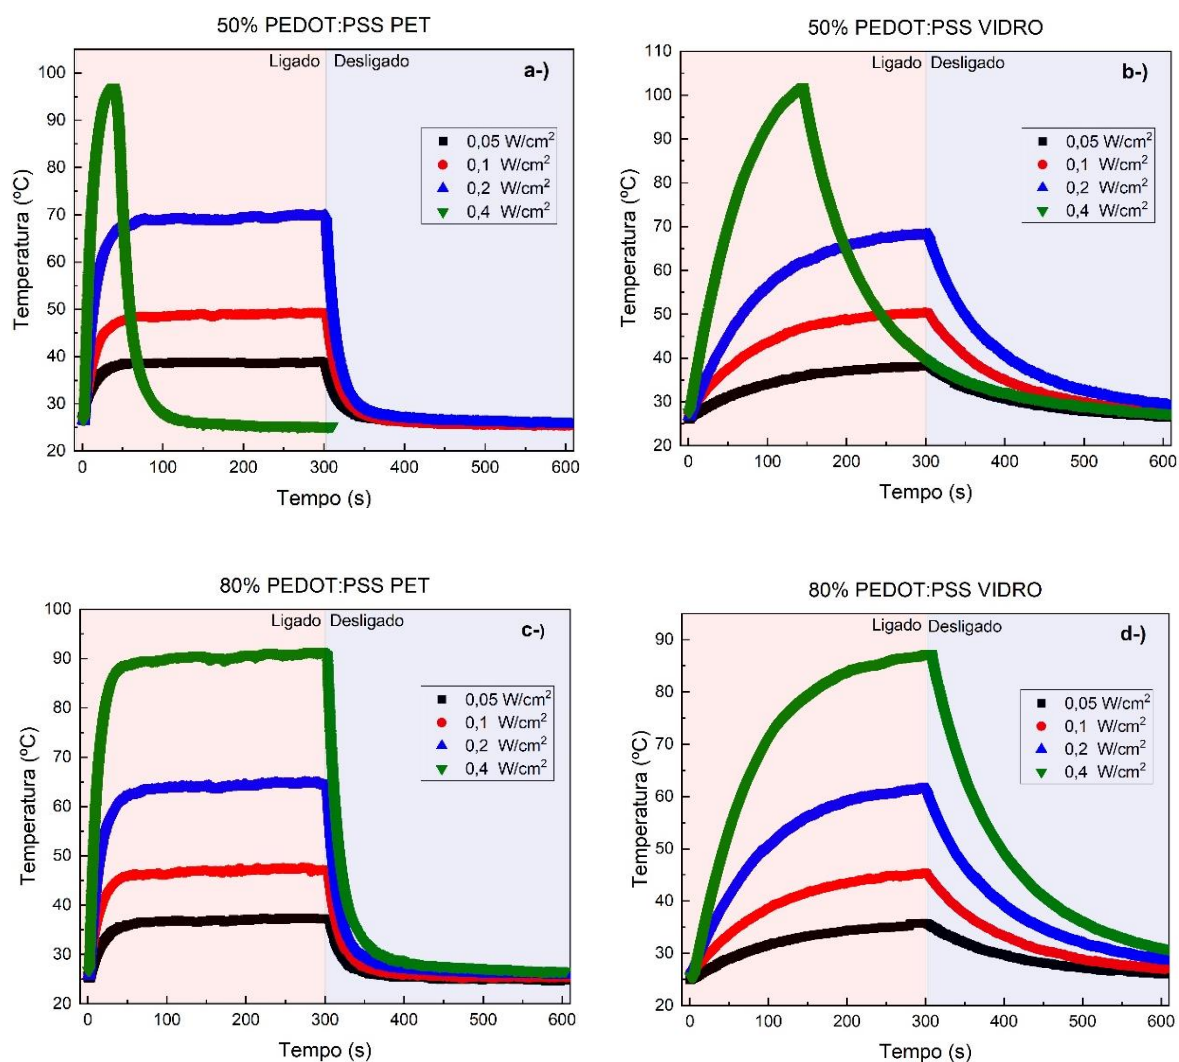 50% PEDOT:PSS PET
Ligado
Desligado
a-)
0,05 W/cm²
0,1 W/cm²
0,2 W/cm²
0,4 W/cm²
Temperatura (ºC)
100
90
80
70
60
50
40
30
20
0 100 200 300 400 500 600
Tempo (s)
50% PEDOT:PSS VIDRO
Ligado
Desligado
b-)
0,05 W/cm²
0,1 W/cm²
0,2 W/cm²
0,4 W/cm²
Temperatura (ºC)
110
100
90
80
70
60
50
40
30
20
0 100 200 300 400 500 600
Tempo (s)
80% PEDOT:PSS PET
Ligado
Desligado
c-)
0,05 W/cm²
0,1 W/cm²
0,2 W/cm²
0,4 W/cm²
Temperatura (ºC)
100
90
80
70
60
50
40
30
20
0 100 200 300 400 500 600
Tempo (s)
80% PEDOT:PSS VIDRO
Ligado
Desligado
d-)
0,05 W/cm²
0,1 W/cm²
0,2 W/cm²
0,4 W/cm²
Temperatura (ºC)
90
80
70
60
50
40
30
20
0 100 200 300 400 500 600
Tempo (s)